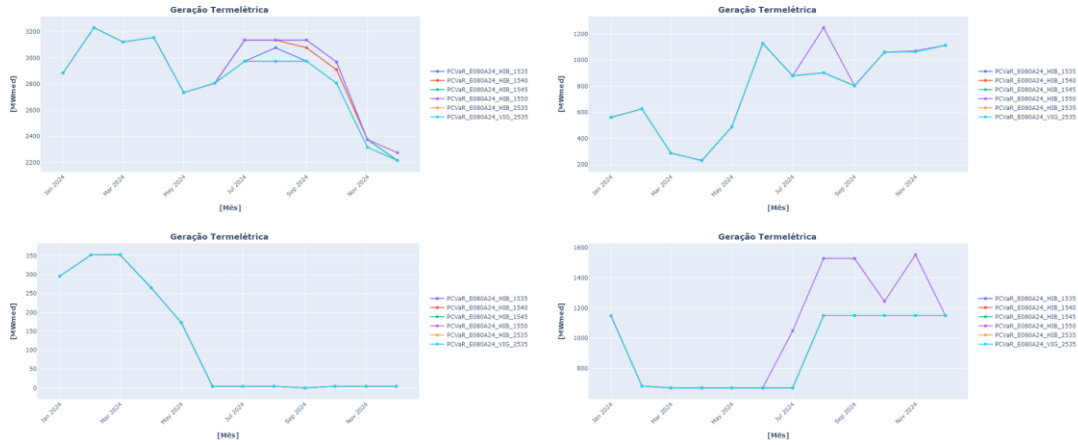 Geração Termelétrica
[MWmed]
3200
3000
2800
2600
2400
2200
Jan 2024
Mar 2024
May 2024
Jul 2024
Sep 2024
Nov 2024
[Mês]
PCVaR_E080A24_HIB_1535
PCVaR_E080A24_HIB_1540
PCVaR_E080A24_HIB_1545
PCVaR_E080A24_HIB_1550
PCVaR_E080A24_HIB_2535
PCVaR_E080A24_VIG_2535
Geração Termelétrica
[MWmed]
1200
1000
800
600
400
200
Jan 2024
Mar 2024
May 2024
Jul 2024
Sep 2024
Nov 2024
[Mês]
PCVaR_E080A24_HIB_1535
PCVaR_E080A24_HIB_1540
PCVaR_E080A24_HIB_1545
PCVaR_E080A24_HIB_1550
PCVaR_E080A24_HIB_2535
PCVaR_E080A24_VIG_2535
Geração Termelétrica
[MWmed]
350
300
250
200
150
100
50
0
Jan 2024
Mar 2024
May 2024
Jul 2024
Sep 2024
Nov 2024
[Mês]
PCVaR_E080A24_HIB_1535
PCVaR_E080A24_HIB_1540
PCVaR_E080A24_HIB_1545
PCVaR_E080A24_HIB_1550
PCVaR_E080A24_HIB_2535
PCVaR_E080A24_VIG_2535
Geração Termelétrica
[MWmed]
1600
1400
1200
1000
800
Jan 2024
Mar 2024
May 2024
Jul 2024
Sep 2024
Nov 2024
[Mês]
PCVaR_E080A24_HIB_1535
PCVaR_E080A24_HIB_1540
PCVaR_E080A24_HIB_1545
PCVaR_E080A24_HIB_1550
PCVaR_E080A24_HIB_2535
PCVaR_E080A24_VIG_2535